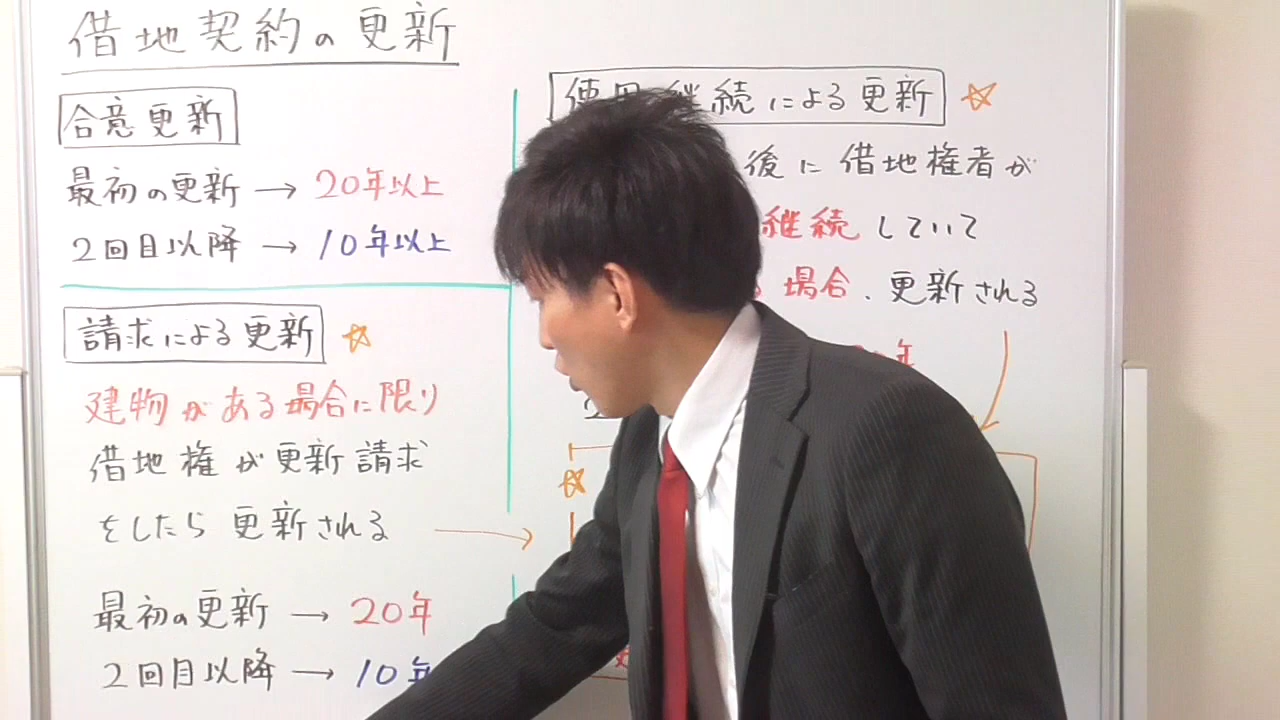 借地契約の更新
合意更新
最初の更新 → 20年以上
2回目以降 → 10年以上
請求による更新 ☆
建物がある場合に限り
借地権が更新請求
をしたら更新される
最初の更新 → 20年
2回目以降 → 10年
継続による更新 ☆
後に借地権者が
継続していて
場合、更新される
年